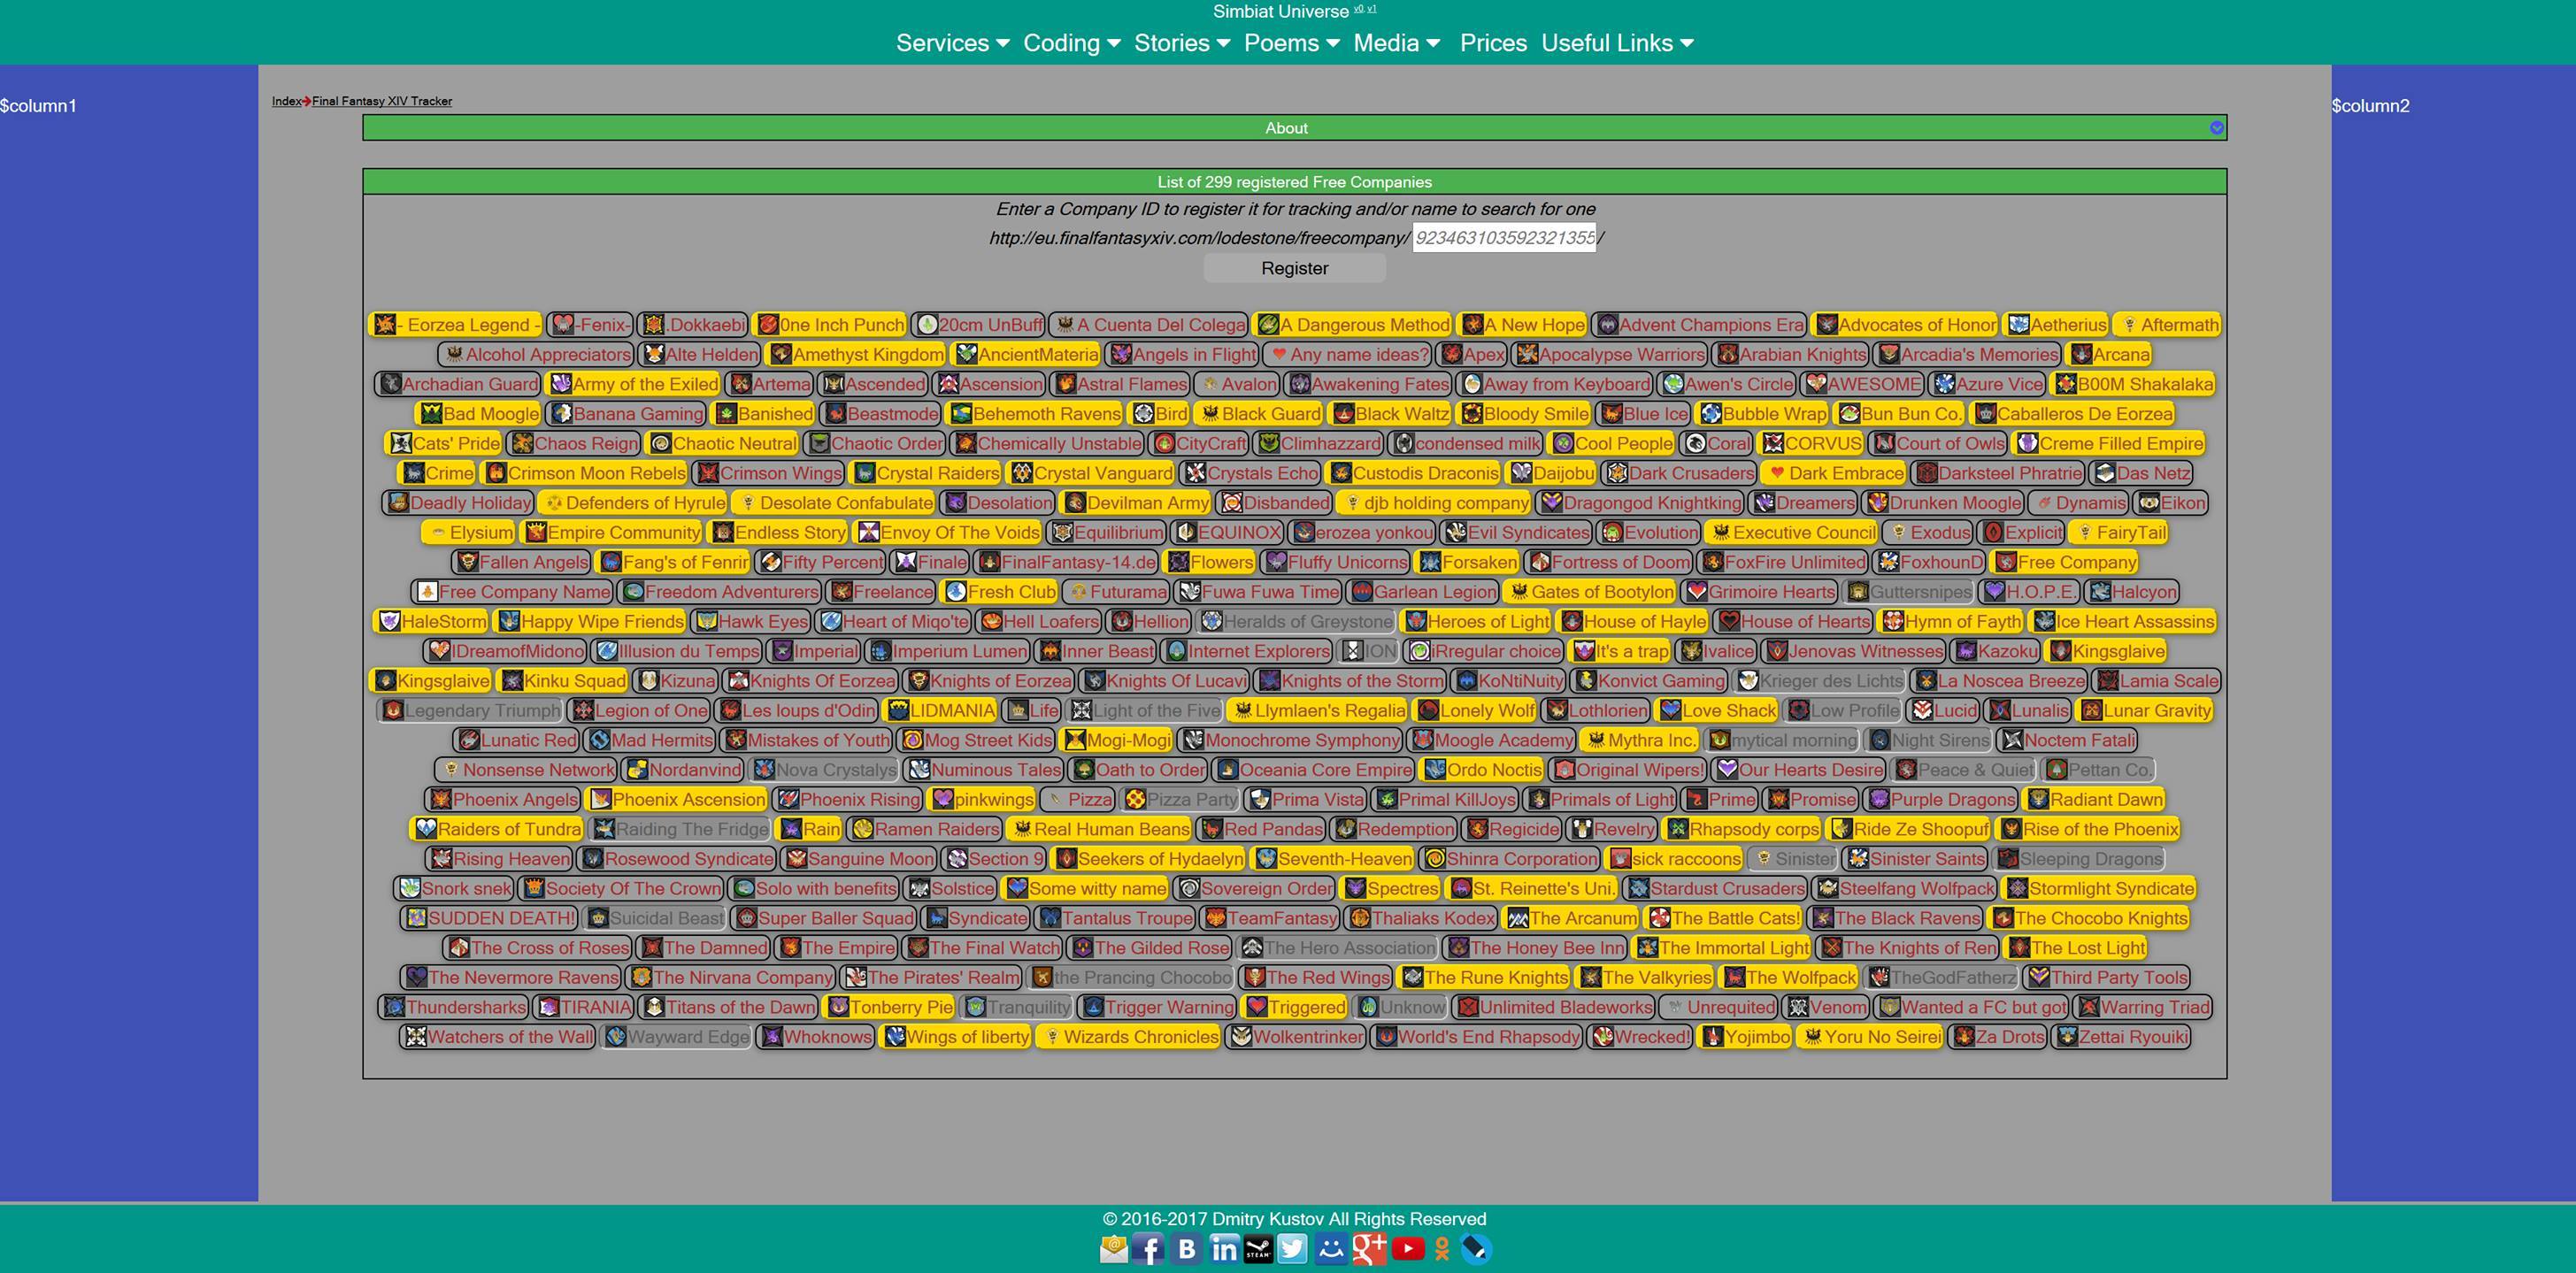 Simbiat Universe v0, v1
Services Coding Stories Poems Media Prices Useful Links
$column1
$column2
Index Final Fantasy XIV Tracker
About
List of 299 registered Free Companies
Enter a Company ID to register it for tracking and/or name to search for one
http://eu.finalfantasyxiv.com/lodestone/freecompany/ 9234631035923213559/
Register
- Eorzea Legend - -Fenix- .Dokkaebi 0ne Inch Punch 20cm UnBuff A Cuenta Del Colega A Dangerous Method A New Hope Advent Champions Era Advocates of Honor Aetherius Aftermath
Alcohol Appreciators Alte Helden Amethyst Kingdom AncientMateria Angels in Flight Any name ideas? Apex Apocalypse Warriors Arabian Knights Arcadia's Memories Arcana
Archadian Guard Army of the Exiled Artema Ascended Ascension Astral Flames Avalon Awakening Fates Away from Keyboard Awen's Circle AWESOME Azure Vice B00M Shakalaka
Bad Moogle Banana Gaming Banished Beastmode Behemoth Ravens Bird Black Guard Black Waltz Bloody Smile Blue Ice Bubble Wrap Bun Bun Co. Caballeros De Eorzea
Cats' Pride Chaos Reign Chaotic Neutral Chaotic Order Chemically Unstable CityCraft Climhazzard condensed milk Cool People Coral CORVUS Court of Owls Creme Filled Empire
Crime Crimson Moon Rebels Crimson Wings Crystal Raiders Crystal Vanguard Crystals Echo Custodis Draconis Daijobu Dark Crusaders Dark Embrace Darksteel Phratrie Das Netz
Deadly Holiday Defenders of Hyrule Desolate Confabulate Desolation Devilman Army Disbanded djb holding company Dragongod Knightking Dreamers Drunken Moogle Dynamis Eikon
Elysium Empire Community Endless Story Envoy Of The Voids Equilibrium EQUINOX erozea yonkou Evil Syndicates Evolution Executive Council Exodus Explicit FairyTail
Fallen Angels Fang's of Fenrir Fifty Percent Finale FinalFantasy-14.de Flowers Fluffy Unicorns Forsaken Fortress of Doom FoxFire Unlimited FoxhounD Free Company
Free Company Name Freedom Adventurers Freelance Fresh Club Futurama Fuwa Fuwa Time Garlean Legion Gates of Bootylon Grimoire Hearts Guttersnipes H.O.P.E. Halcyon
HaleStorm Happy Wipe Friends Hawk Eyes Heart of Miqo'te Hell Loafers Hellion Heralds of Greystone Heroes of Light House of Hayle House of Hearts Hymn of Fayth Ice Heart Assassins
IDreamofMidono Illusion du Temps Imperial Imperium Lumen Inner Beast Internet Explorers ION iRregular choice It's a trap Ivalice Jenovas Witnesses Kazoku Kingsglaive
Kingsglaive Kinku Squad Kizuna Knights Of Eorzea Knights of Eorzea Knights Of Lucavi Knights of the Storm KoNtiNuity Konvict Gaming Krieger des Lichts La Noscea Breeze Lamia Scale
Legendary Triumph Legion of One Les loups d'Odin LIDMANIA Life Light of the Five Llymlaen's Regalia Lonely Wolf Lothlorien Love Shack Low Profile Lucid Lunalis Lunar Gravity
Lunatic Red Mad Hermits Mistakes of Youth Mog Street Kids Mogi-Mogi Monochrome Symphony Moogle Academy Mythra Inc. mytical morning Night Sirens Noctem Fatali
Nonsense Network Nordanvind Nova Crystalys Numinous Tales Oath to Order Oceania Core Empire Ordo Noctis Original Wipers! Our Hearts Desire Peace & Quiet Pettan Co.
Phoenix Angels Phoenix Ascension Phoenix Rising pinkwings Pizza Pizza Party Prima Vista Primal KillJoys Primals of Light Prime Promise Purple Dragons Radiant Dawn
Raiders of Tundra Raiding The Fridge Rain Ramen Raiders Real Human Beans Red Pandas Redemption Regicide Revelry Rhapsody corps Ride Ze Shoopuf Rise of the Phoenix
Rising Heaven Rosewood Syndicate Sanguine Moon Section 9 Seekers of Hydaelyn Seventh-Heaven Shinra Corporation sick raccoons Sinister Sinister Saints Sleeping Dragons
Snork snek Society Of The Crown Solo with benefits Solstice Some witty name Sovereign Order Spectres St. Reinette's Uni. Stardust Crusaders Steelfang Wolfpack Stormlight Syndicate
SUDDEN DEATH! Suicidal Beast Super Baller Squad Syndicate Tantalus Troupe TeamFantasy Thaliaks Kodex The Arcanum The Battle Cats! The Black Ravens The Chocobo Knights
The Cross of Roses The Damned The Empire The Final Watch The Gilded Rose The Hero Association The Honey Bee Inn The Immortal Light The Knights of Ren The Lost Light
The Nevermore Ravens The Nirvana Company The Pirates' Realm the Prancing Chocobo The Red Wings The Rune Knights The Valkyries The Wolfpack TheGodFatherz Third Party Tools
Thundersharks TIRANIA Titans of the Dawn Tonberry Pie Tranquility Trigger Warning Triggered Unknow Unlimited Bladeworks Unrequited Venom Wanted a FC but got Warring Triad
Watchers of the Wall Wayward Edge Whoknows Wings of liberty Wizards Chronicles Wolkentrinker World's End Rhapsody Wrecked! Yojimbo Yoru No Seirei Za Drots Zettai Ryouiki
© 2016-2017 Dmitry Kustov All Rights Reserved